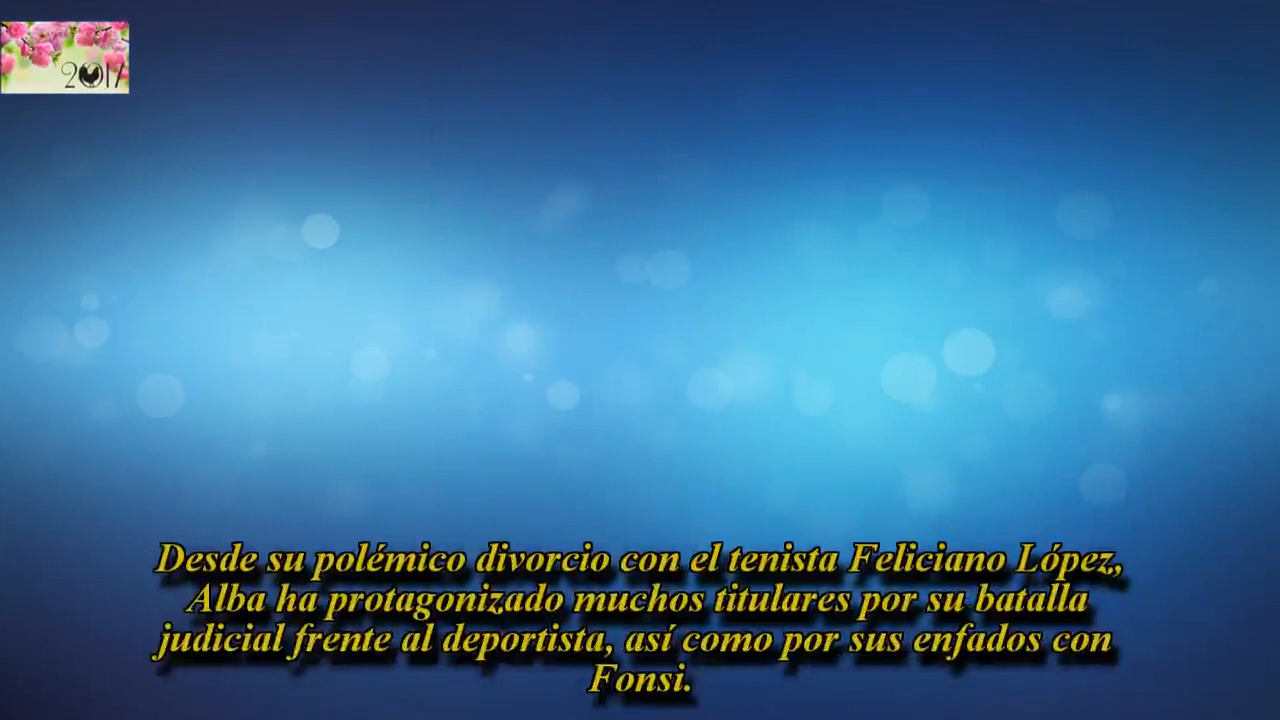 2017
Desde su polémico divorcio con el tenista Feliciano López,
Alba ha protagonizado muchos titulares por su batalla
judicial frente al deportista, así como por sus enfados con
Fonsi.